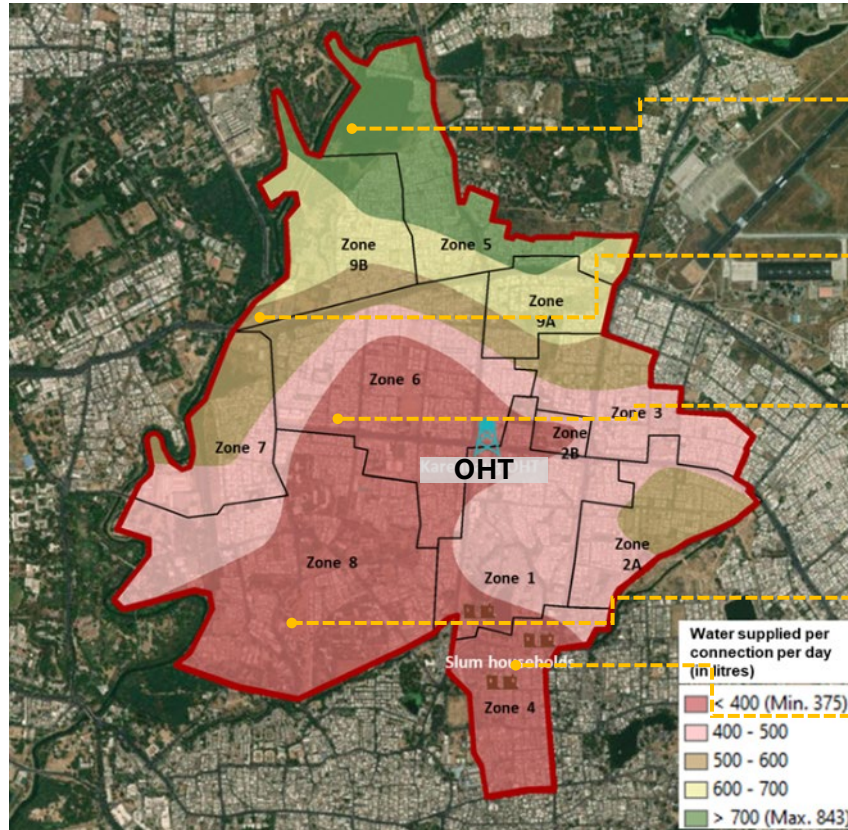 Zone
9B
Zone 5
Zone
9A
Zone 6
Zone 3
Zone
2B
Zone 7
OHT
Zone
2A
Zone 8
Zone 1
Slum households
Zone 4
Water supplied per
connection per day
(in litres)
< 400 (Min. 375)
400 - 500
500 - 600
600 - 700
> 700 (Max. 843)